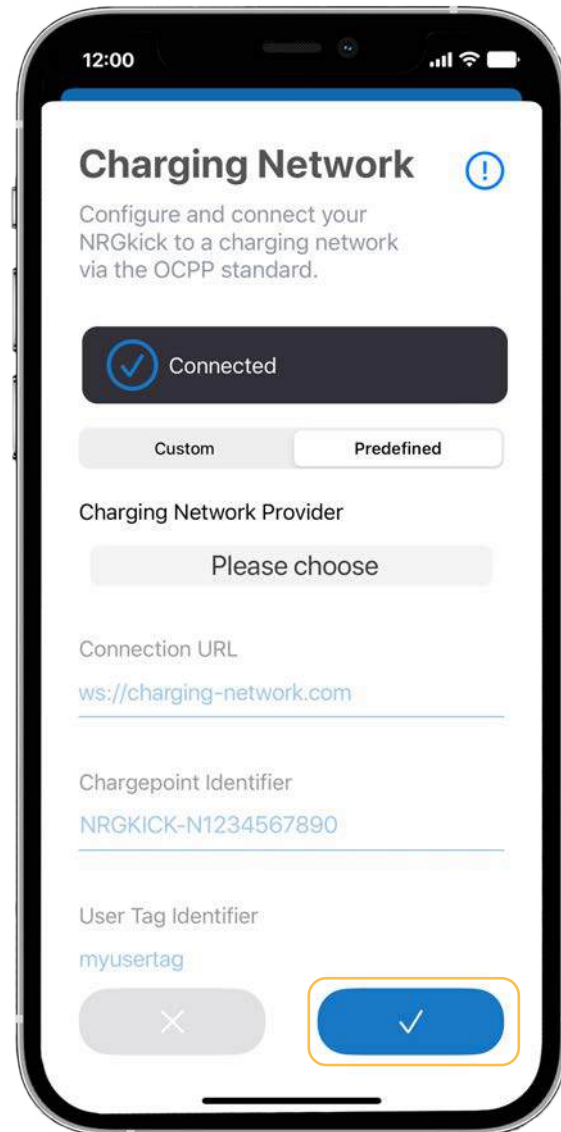 12:00
Charging Network
Configure and connect your
NRGkick to a charging network
via the OCPP standard.
Connected
Custom Predefined
Charging Network Provider
Please choose
Connection URL
ws://charging-network.com
Chargepoint Identifier
NRGKICK-N1234567890
User Tag Identifier
myusertag